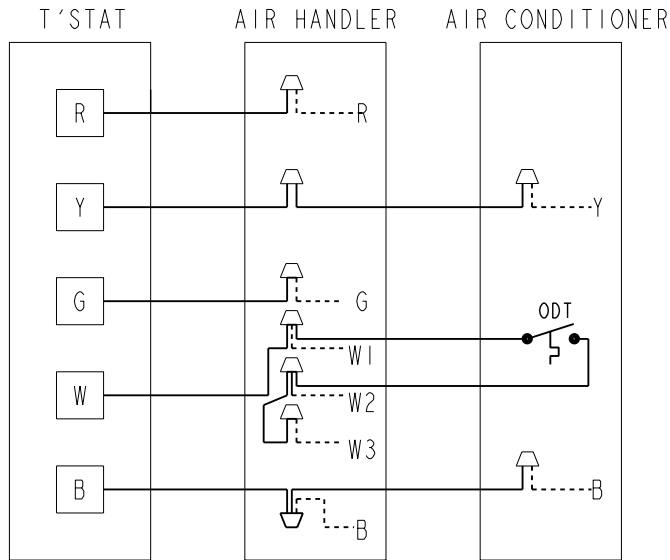 T'STAT AIR HANDLER AIR CONDITIONER
R R
Y Y
G G
ODT
W1
W W2
W3
B B
B